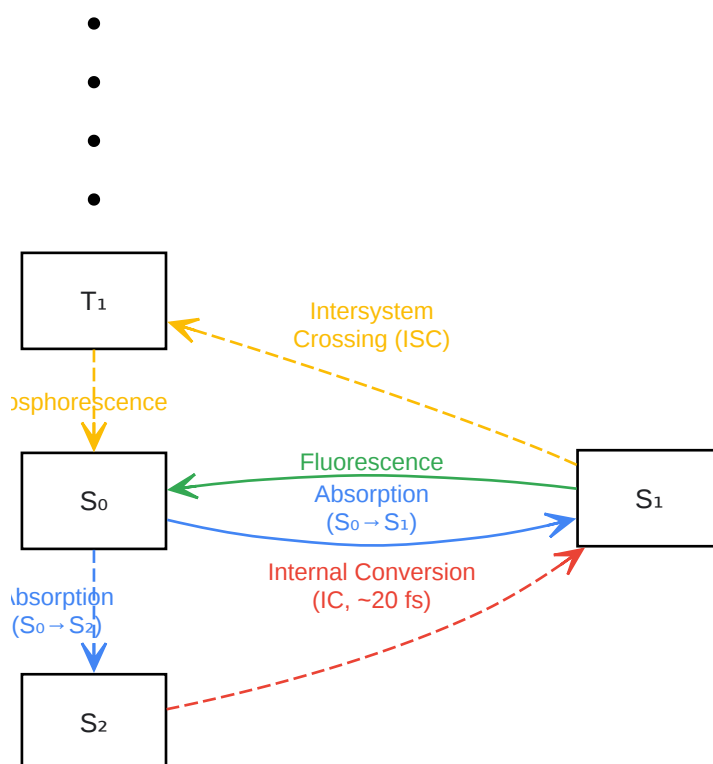 T₁
Intersystem
Crossing (ISC)
osphorescence
Fluorescence
S₀
Absorption
(S₀→S₁)
S₁
Internal Conversion
(IC, ~20 fs)
Absorption
(S₀→S₂)
S₂